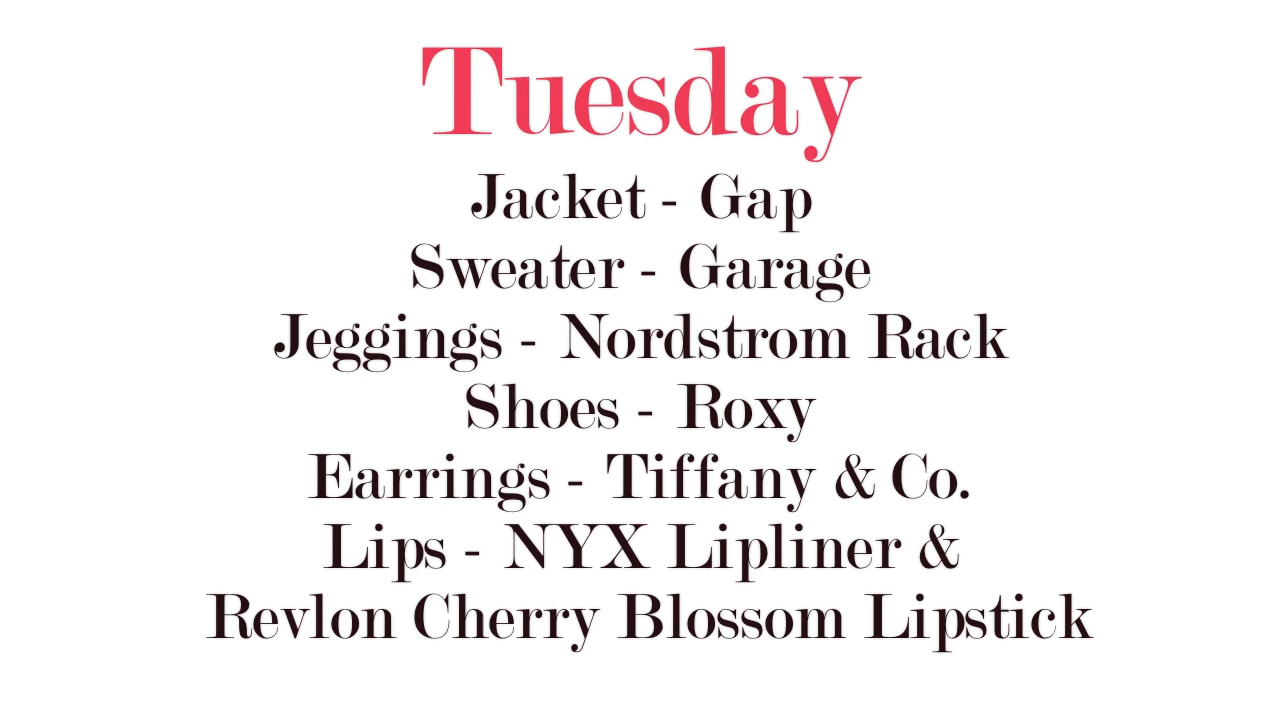 Tuesday
Jacket - Gap
Sweater - Garage
Jeggings - Nordstrom Rack
Shoes - Roxy
Earrings - Tiffany & Co.
Lips - NYX Lipliner &
Revlon Cherry Blossom Lipstick